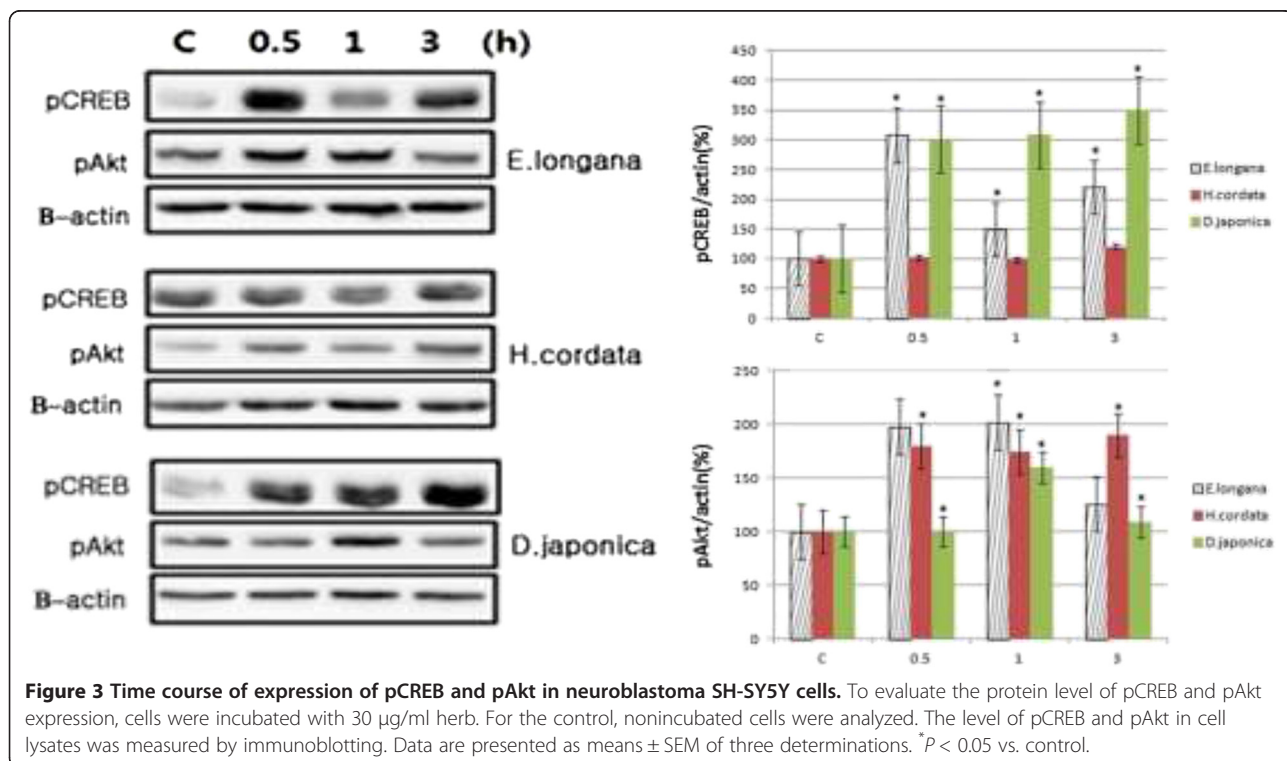 C 0.5 1 3 (h)
pCREB
pAkt
B-actin
E.longana
pCREB
pAkt
B-actin
H.cordata
pCREB
pAkt
B-actin
D.japonica
pCREB/actin(%)
450
400
350
300
250
200
150
100
50
0
* * * * * *
C 0.5 1 3
E.longana
H.cordata
D.japonica
pAkt/actin(%)
250
200
150
100
50
0
* * * * * * *
C 0.5 1 3
E.longana
H.cordata
D.japonica
Figure 3 Time course of expression of pCREB and pAkt in neuroblastoma SH-SY5Y cells. To evaluate the protein level of pCREB and pAkt
expression, cells were incubated with 30 μg/ml herb. For the control, nonincubated cells were analyzed. The level of pCREB and pAkt in cell
lysates was measured by immunoblotting. Data are presented as means ± SEM of three determinations. *P < 0.05 vs. control.